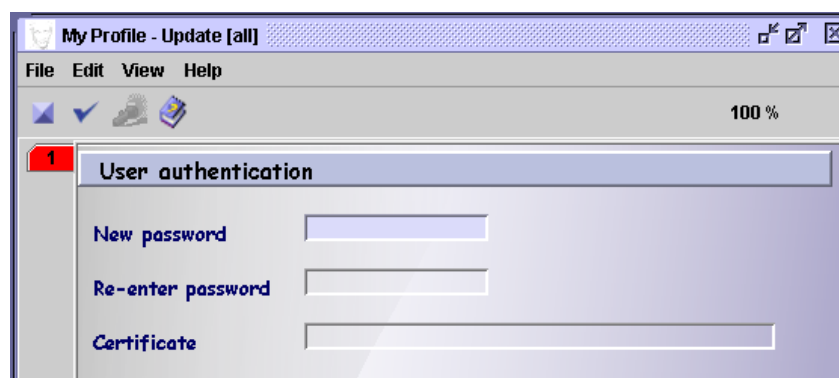 My Profile - Update [all]
File Edit View Help
100 %
1
User authentication
New password
Re-enter password
Certificate